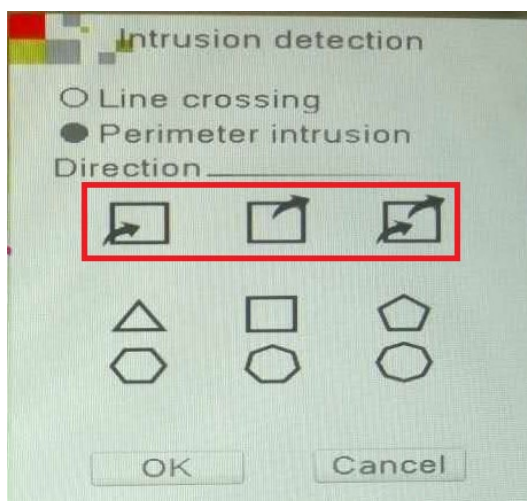 Intrusion detection
Line crossing
Perimeter intrusion
Direction
OK
Cancel